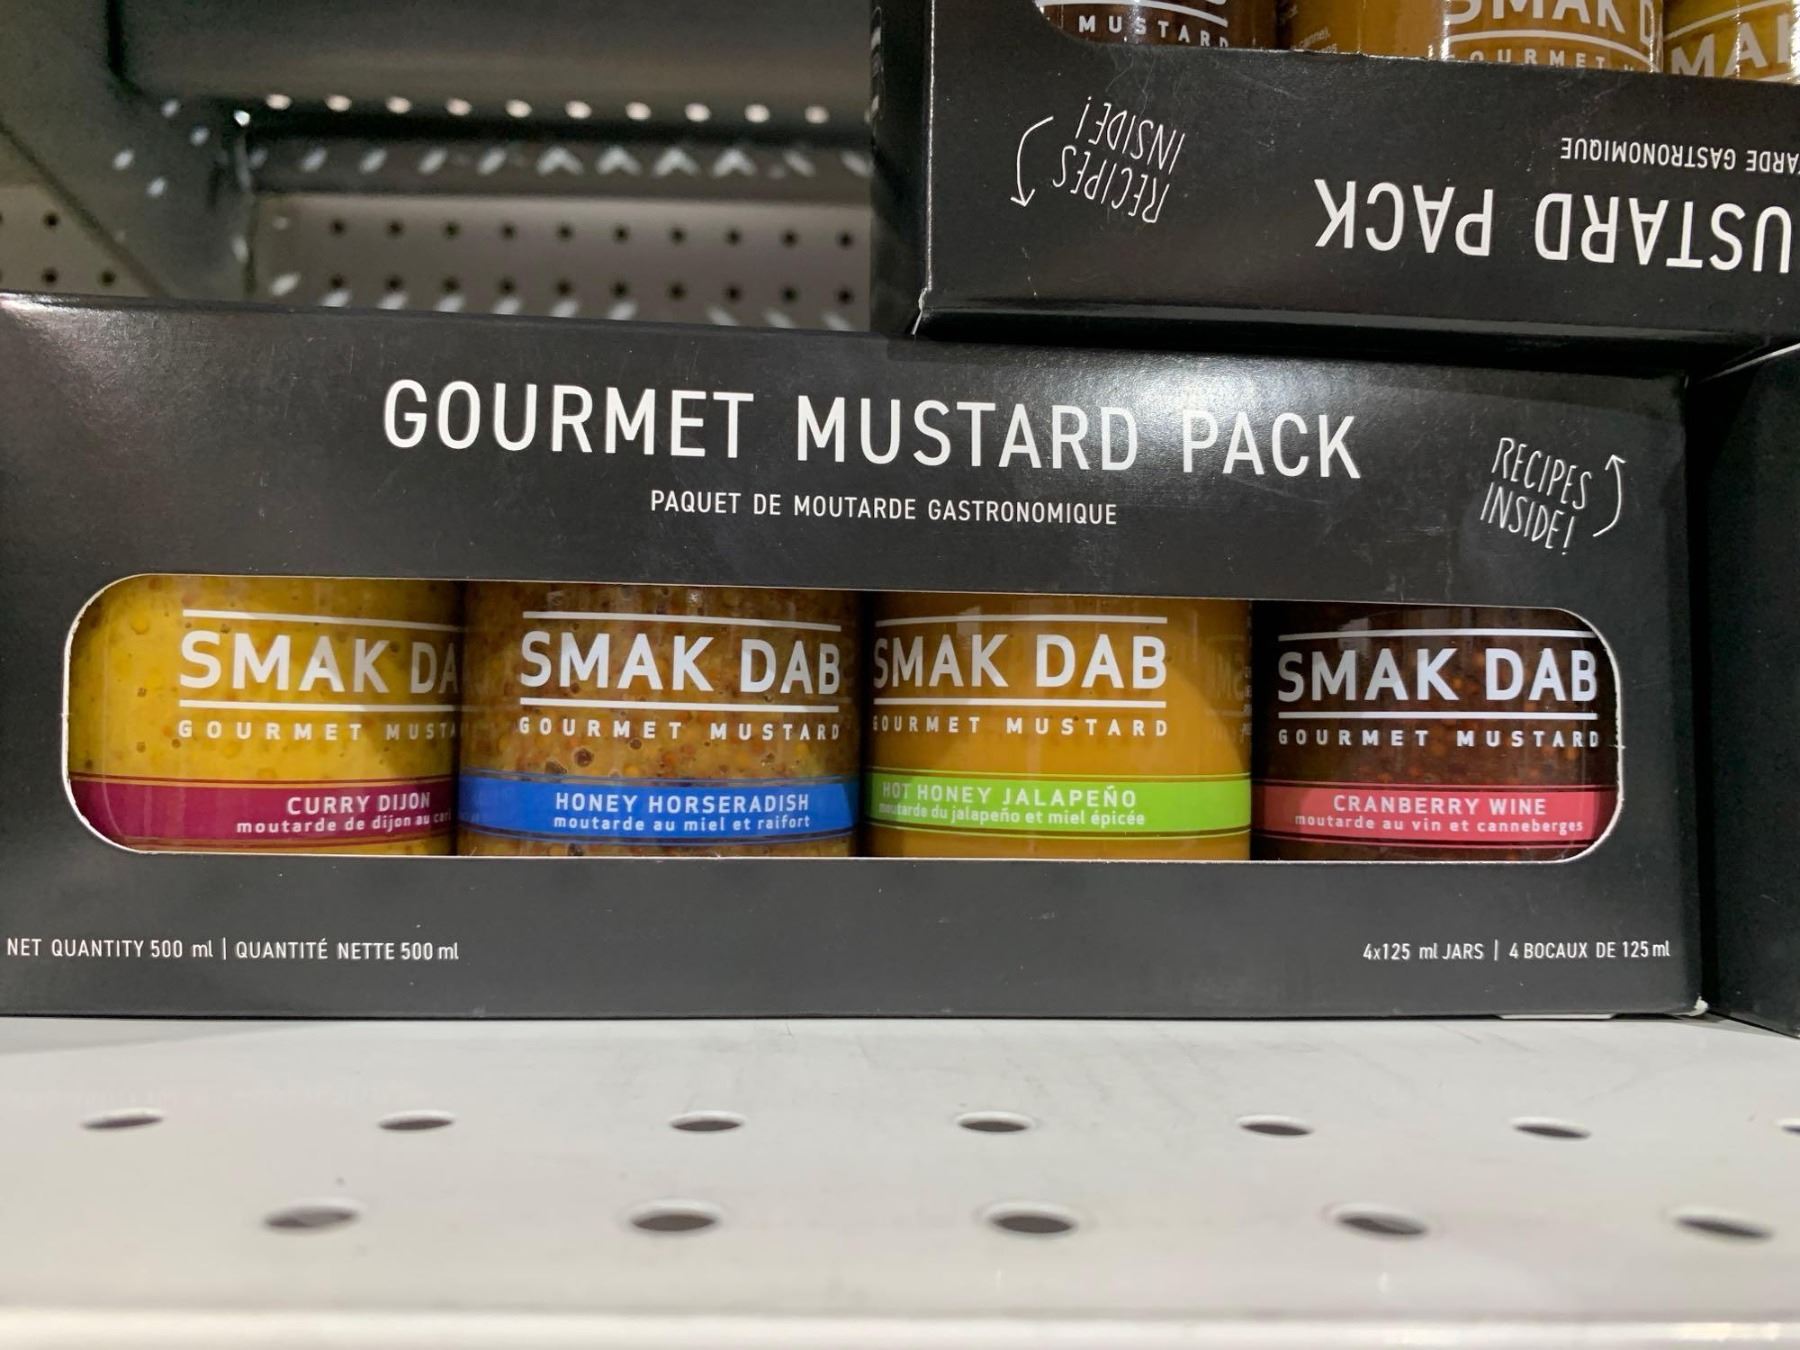 MUSTARD
SMAK D
GOURMET
MAK
RECIPES
INSIDE!
USTARD PACK
ARDE GASTRONOMIQUE
GOURMET MUSTARD PACK
PAQUET DE MOUTARDE GASTRONOMIQUE
RECIPES
INSIDE!
SMAK DA
GOURMET MUSTA
CURRY DIJON
moutarde de dijon au cari
SMAK DAB
GOURMET MUSTARD
HONEY HORSERADISH
moutarde au miel et raifort
SMAK DAB
GOURMET MUSTARD
HOT HONEY JALAPEÑO
moutarde du jalapeño et miel épicée
SMAK DAB
GOURMET MUSTARD
CRANBERRY WINE
moutarde au vin et canneberges
NET QUANTITY 500 ml | QUANTITÉ NETTE 500 ml
4x125 ml JARS | 4 BOCAUX DE 125 ml